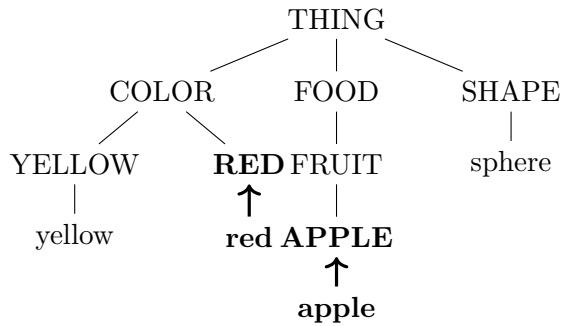 THING
COLOR FOOD SHAPE
YELLOW RED FRUIT sphere
yellow red APPLE
apple